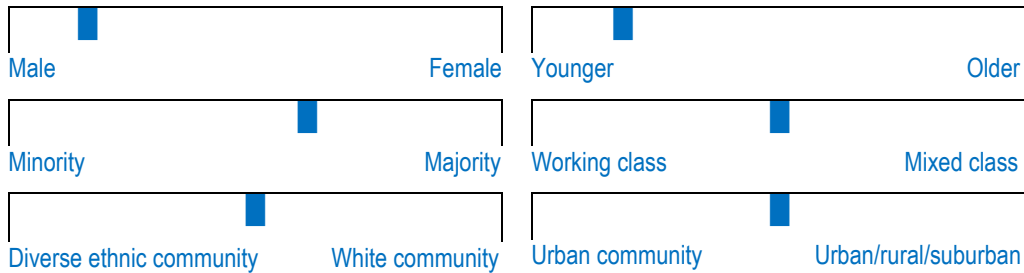 Male Female Younger Older
Minority Majority Working class Mixed class
Diverse ethnic community White community Urban community Urban/rural/suburban